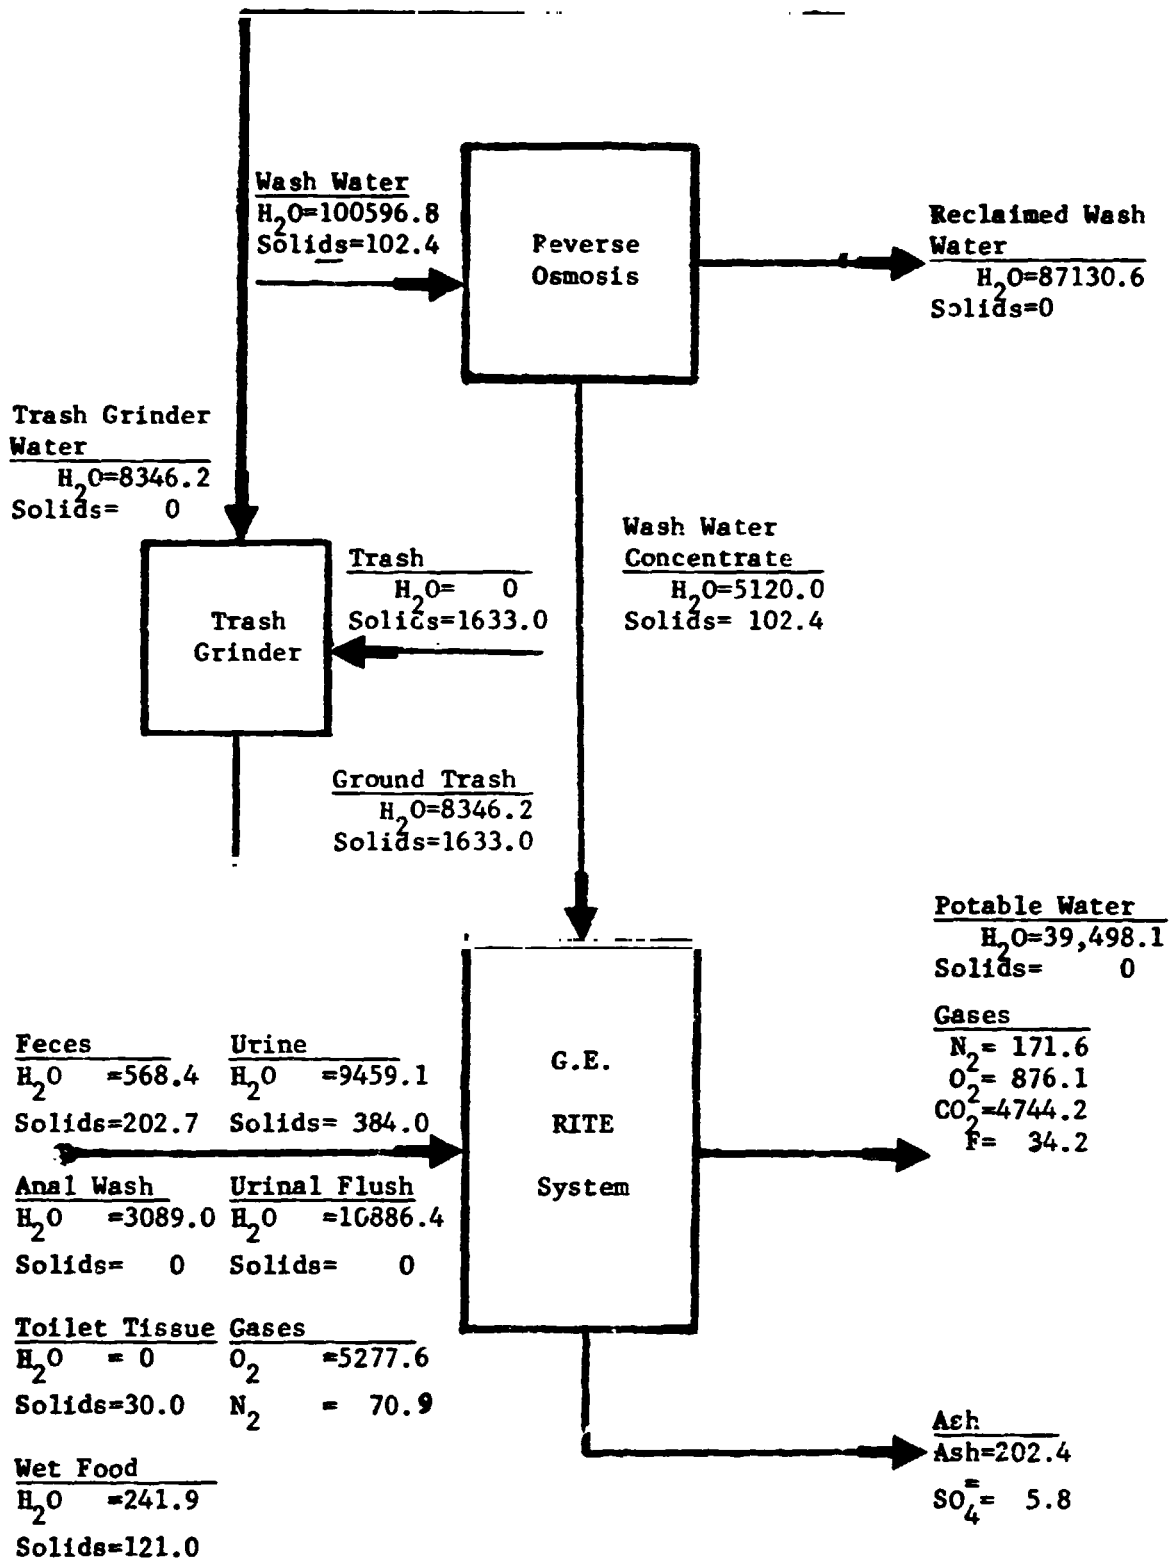 Wash Water
H2O=100596.8
Solids=102.4
Reverse
Osmosis
Reclaimed Wash
Water
H2O=87130.6
Solids=0
Trash Grinder
Water
H2O=8346.2
Solids= 0
Trash
Grinder
Trash
H2O= 0
Solids=1633.0
Wash Water
Concentrate
H2O=5120.0
Solids= 102.4
Ground Trash
H2O=8346.2
Solids=1633.0
Feces
H2O =568.4
Solids=202.7
Urine
H2O =9459.1
Solids= 384.0
Anal Wash
H2O =3089.0
Solids= 0
Urinal Flush
H2O =10886.4
Solids= 0
Toilet Tissue
H2O = 0
Solids=30.0
Gases
O2 =5277.6
N2 = 70.9
Wet Food
H2O =241.9
Solids=121.0
G.E.
RITE
System
Potable Water
H2O=39,498.1
Solids= 0
Gases
N2= 171.6
O2= 876.1
CO2=4744.2
F= 34.2
Ash
Ash=202.4
SO4== 5.8